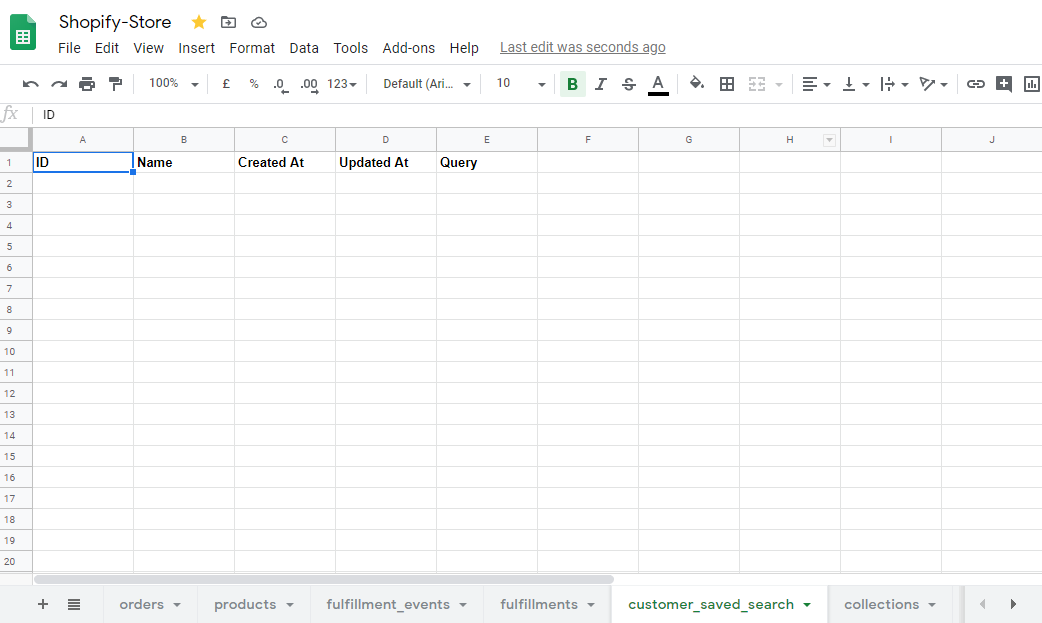 Shopify-Store
File Edit View Insert Format Data Tools Add-ons Help Last edit was seconds ago
100% £ % .0 .00 123 Default (Ari... 10 B I S A
fx ID
A B C D E F G H I J
1 ID Name Created At Updated At Query
2
3
4
5
6
7
8
9
10
11
12
13
14
15
16
17
18
19
20
+ orders products fulfillment_events fulfillments customer_saved_search collections